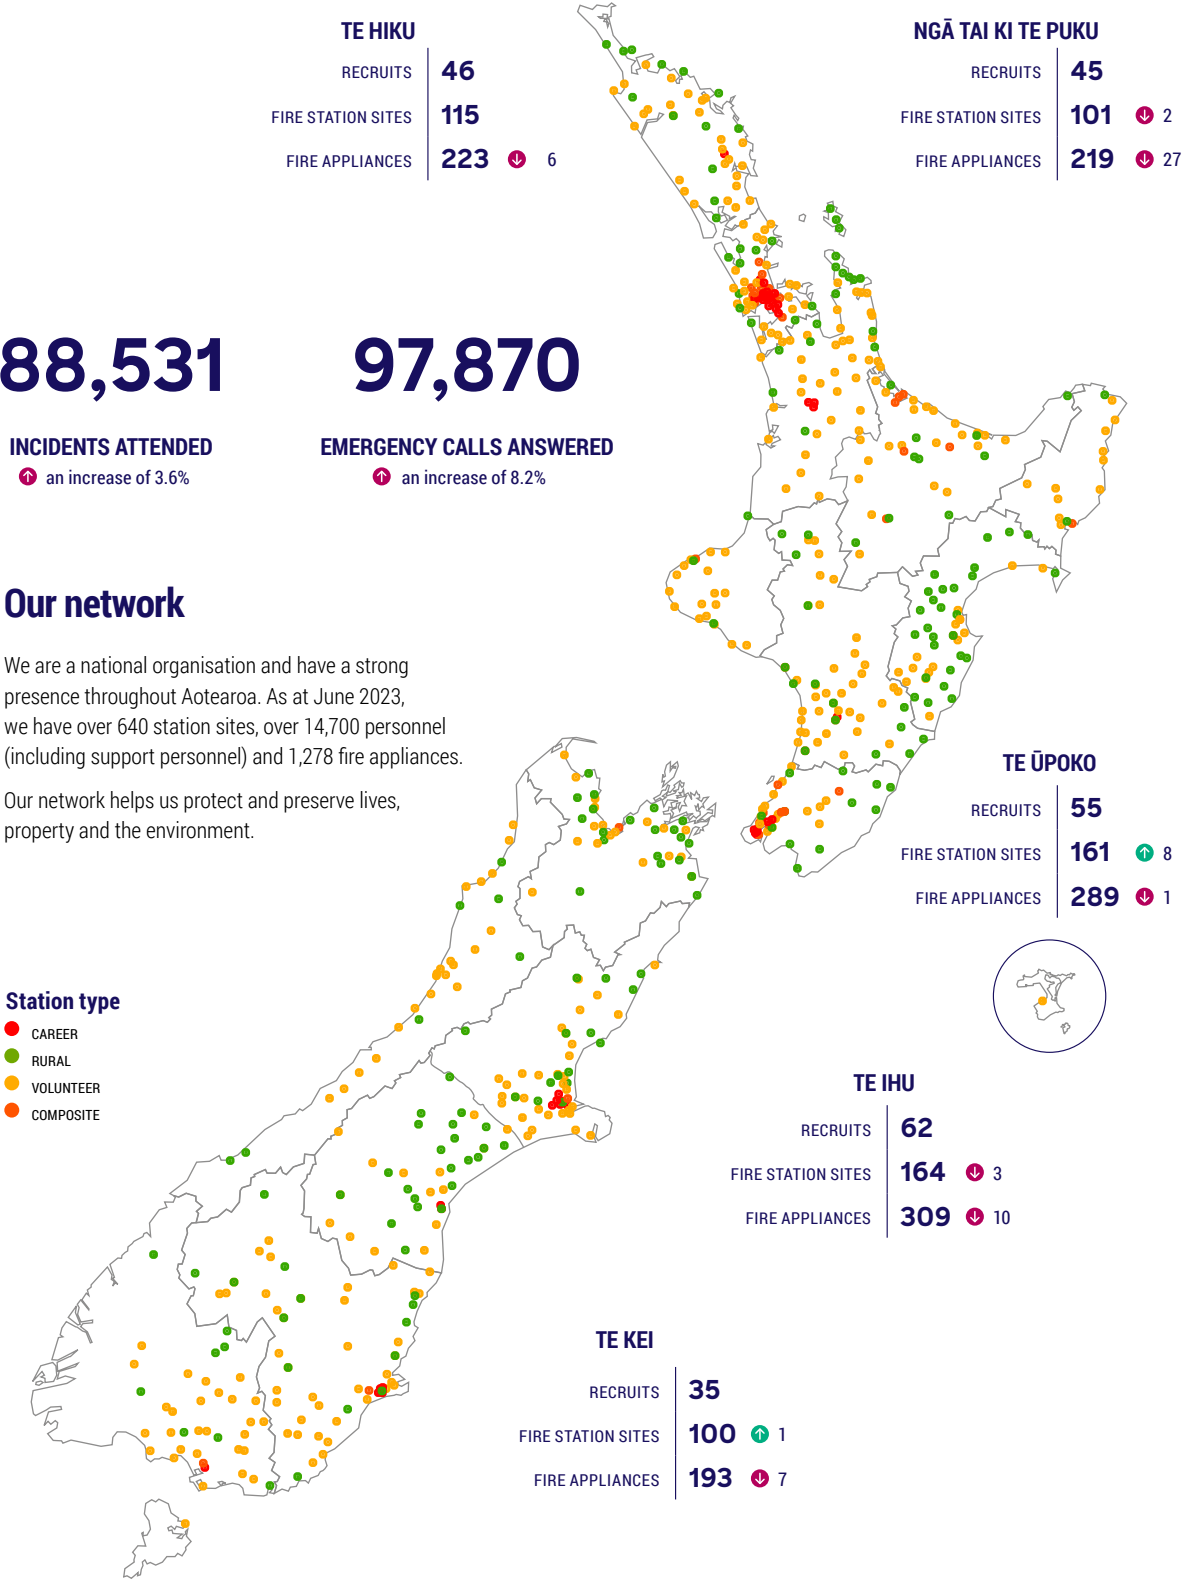 TE HIKU
RECRUITS 46
FIRE STATION SITES 115
FIRE APPLIANCES 223 6
NGĀ TAI KI TE PUKU
RECRUITS 45
FIRE STATION SITES 101 2
FIRE APPLIANCES 219 27
88,531
INCIDENTS ATTENDED
an increase of 3.6%
97,870
EMERGENCY CALLS ANSWERED
an increase of 8.2%
Our network
We are a national organisation and have a strong
presence throughout Aotearoa. As at June 2023,
we have over 640 station sites, over 14,700 personnel
(including support personnel) and 1,278 fire appliances.
Our network helps us protect and preserve lives,
property and the environment.
TE ŪPOKO
RECRUITS 55
FIRE STATION SITES 161 8
FIRE APPLIANCES 289 1
Station type
CAREER
RURAL
VOLUNTEER
COMPOSITE
TE IHU
RECRUITS 62
FIRE STATION SITES 164 3
FIRE APPLIANCES 309 10
TE KEI
RECRUITS 35
FIRE STATION SITES 100 1
FIRE APPLIANCES 193 7